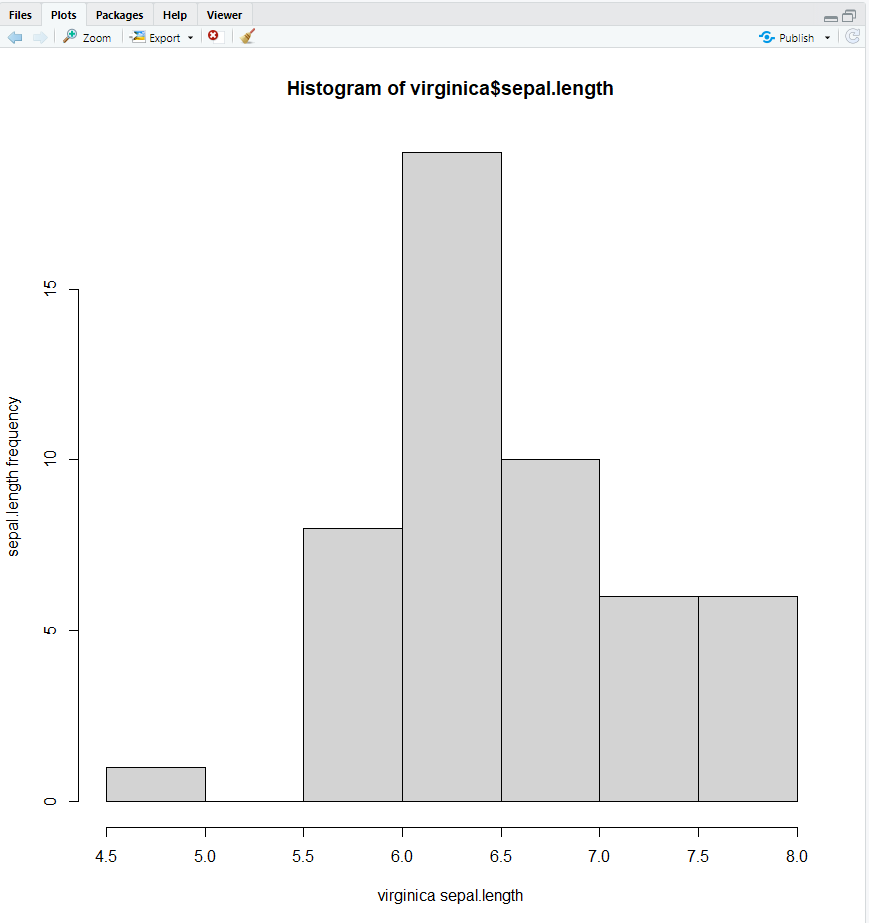 Files Plots Packages Help Viewer
Zoom Export Publish
Histogram of virginica$sepal.length
sepal.length frequency
15
10
5
0
4.5 5.0 5.5 6.0 6.5 7.0 7.5 8.0
virginica sepal.length